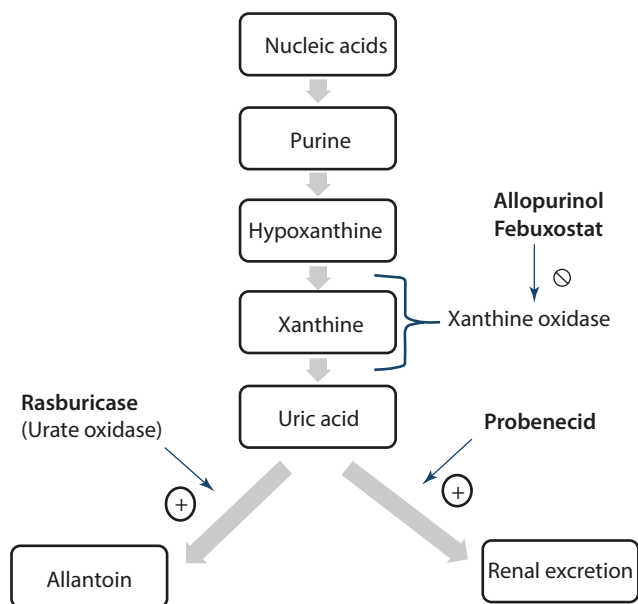 Nucleic acids
Purine
Hypoxanthine
Allopurinol
Febuxostat
Xanthine
Xanthine oxidase
Uric acid
Rasburicase
(Urate oxidase)
Probenecid
+
+
Allantoin
Renal excretion